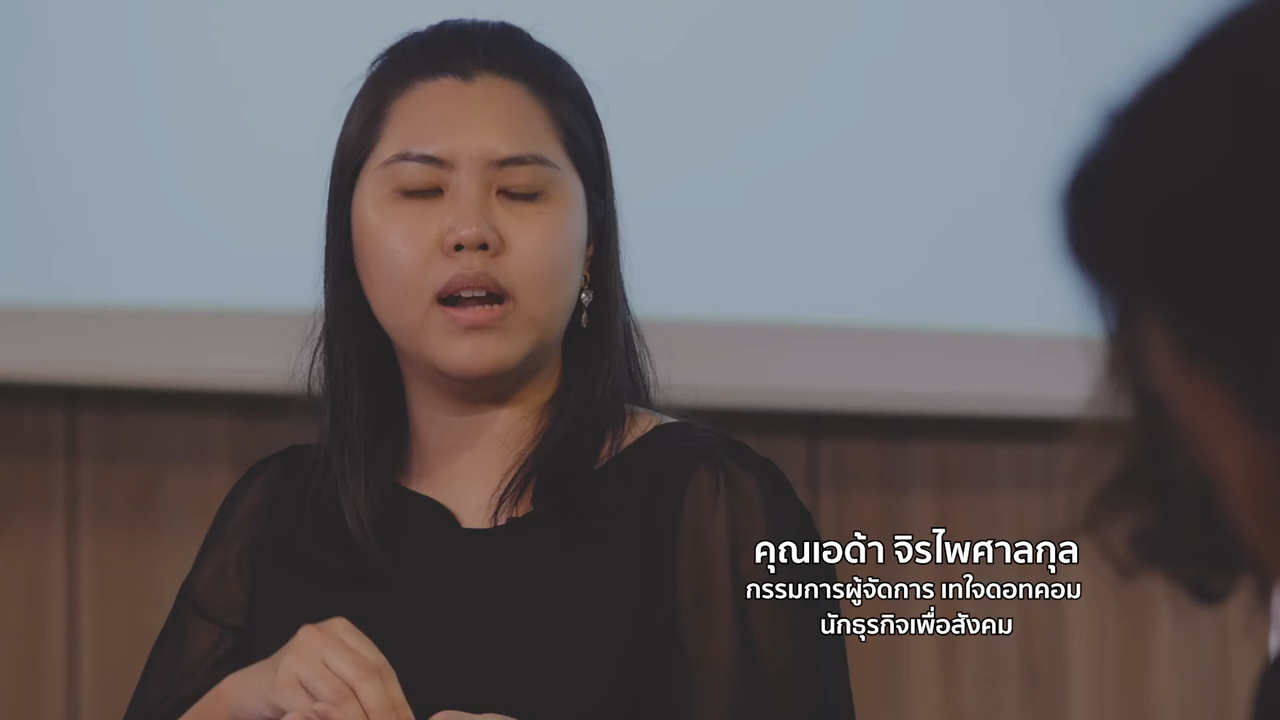 คุณเอด้า จิรไพศาลกุล
กรรมการผู้จัดการ เทใจดอทคอม
นักธุรกิจเพื่อสังคม